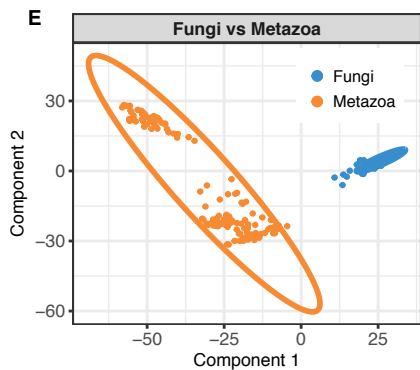 E
Fungi vs Metazoa
Fungi
Metazoa
30
0
−30
−60
Component 2
−50
−25
0
25
Component 1